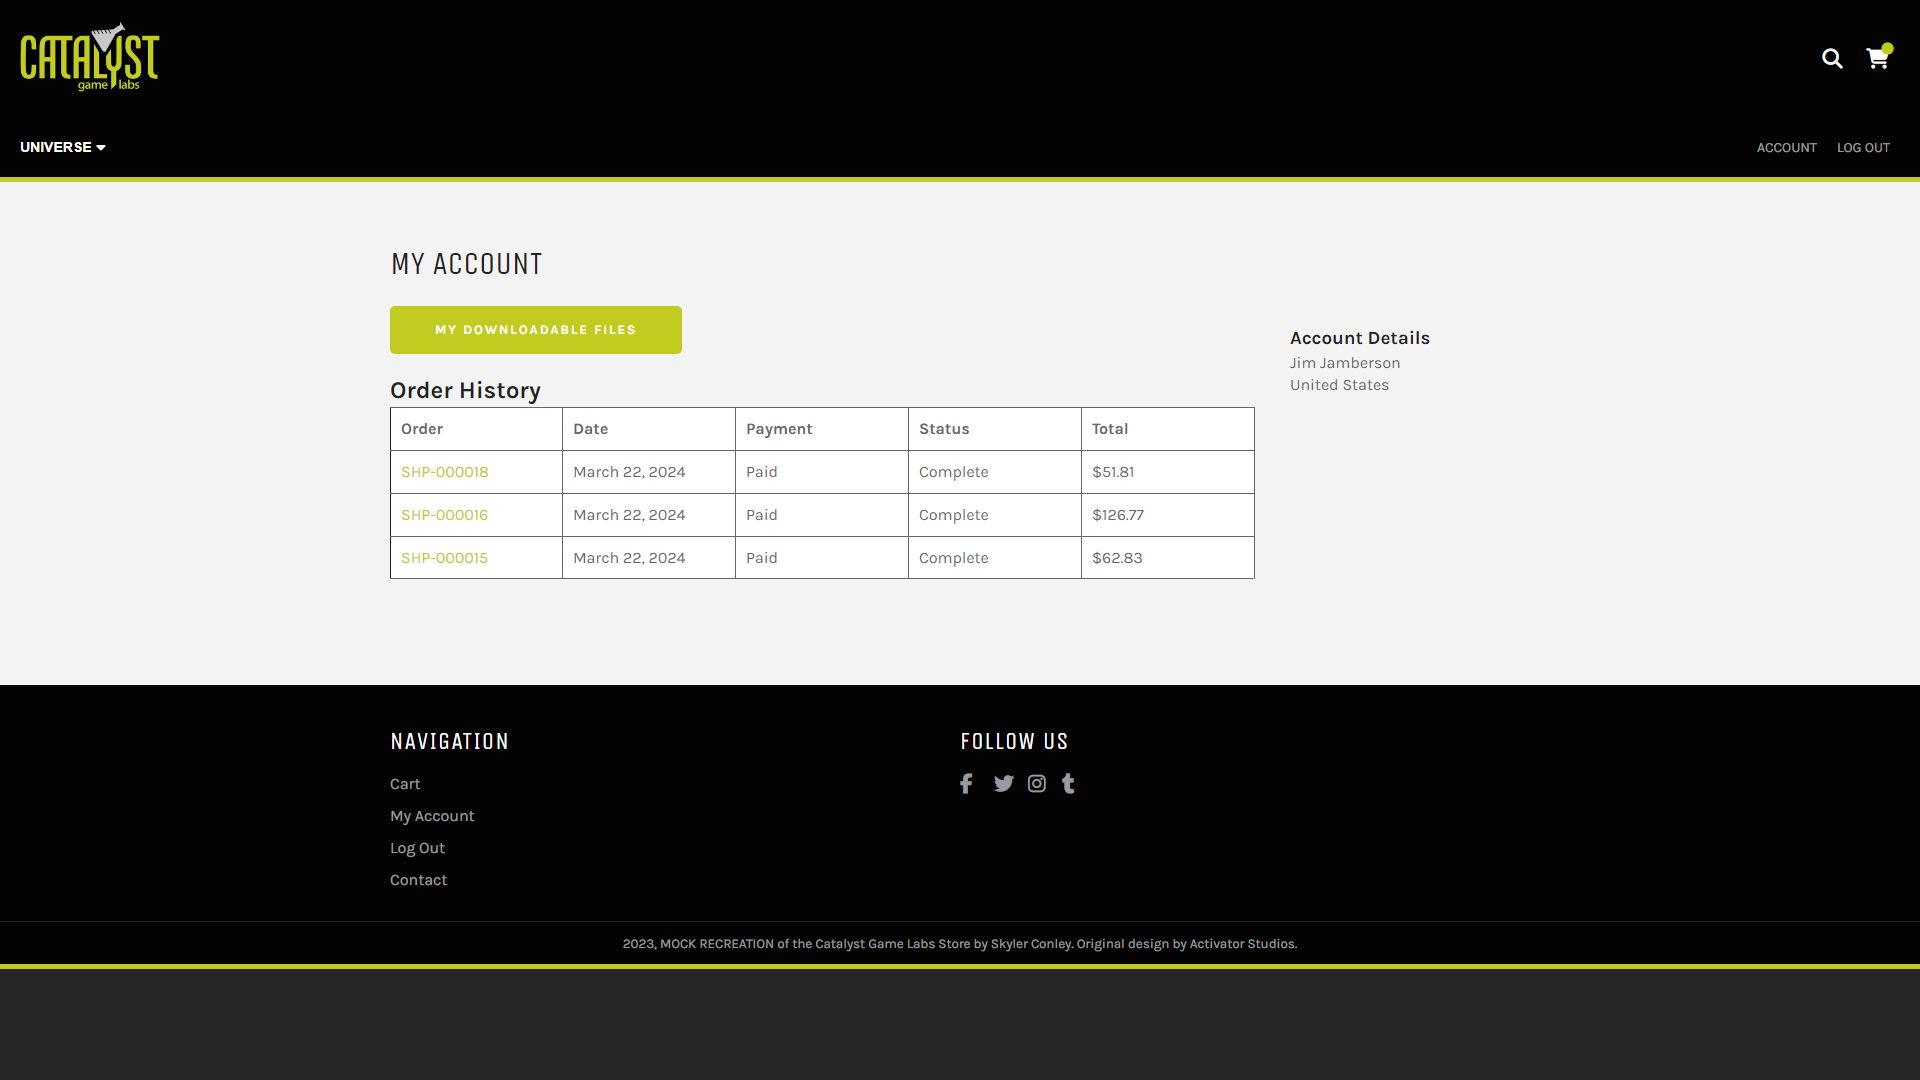 CATALYST
game labs
UNIVERSE
ACCOUNT LOG OUT
MY ACCOUNT
MY DOWNLOADABLE FILES
Account Details
Jim Jamberson
United States
Order History
Order Date Payment Status Total
SHP-000018 March 22, 2024 Paid Complete $51.81
SHP-000016 March 22, 2024 Paid Complete $126.77
SHP-000015 March 22, 2024 Paid Complete $62.83
NAVIGATION
Cart
My Account
Log Out
Contact
FOLLOW US
2023, MOCK RECREATION of the Catalyst Game Labs Store by Skyler Conley. Original design by Activator Studios.